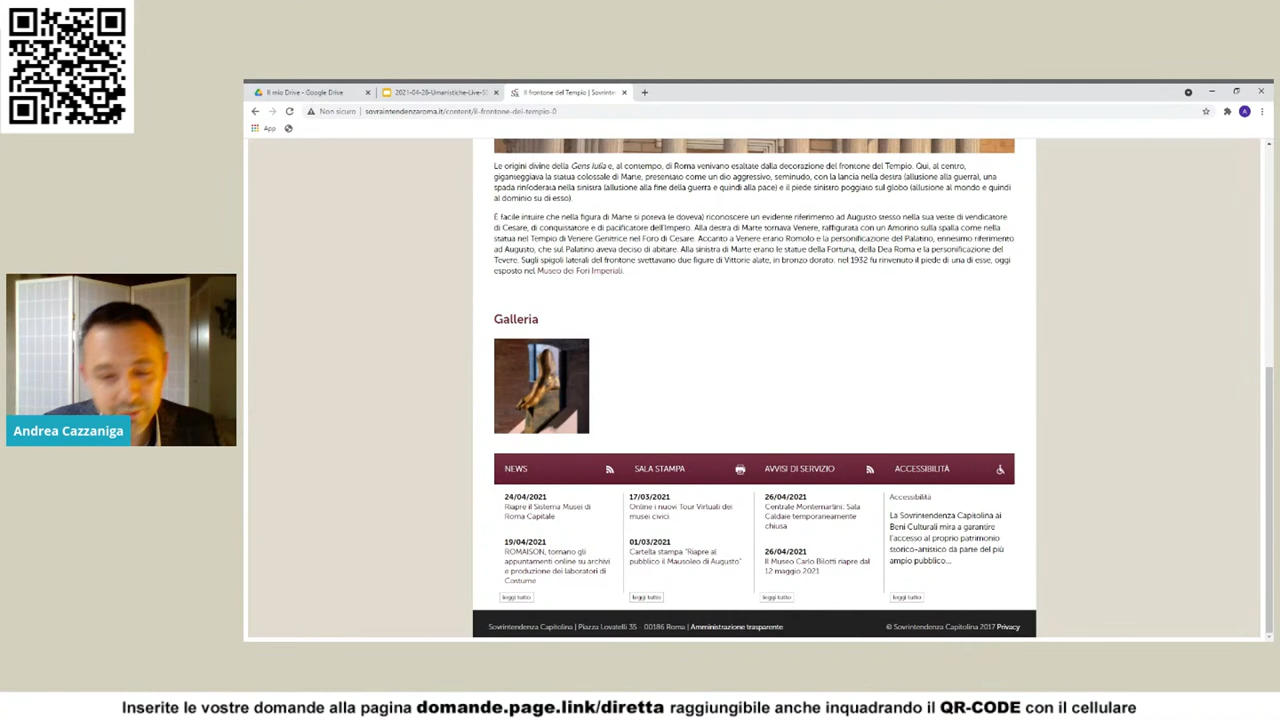 Il mio Drive - Google Drive
2021-04-28-Umanistiche-Live-S
Il frontone del Tempio | Sovrinte
Non sicuro | sovraintendenzaroma.it/content/il-frontone-del-tempio-0
A
App
Le origini divine della Gens Iulia e, al contempo, di Roma venivano esaltate dalla decorazione del frontone del Tempio. Qui, al centro,
giganteggiava la statua colossale di Marte, presentato come un dio aggressivo, seminudo, con la lancia nella destra (allusione alla guerra), una
spada rinfoderata nella sinistra (allusione alla fine della guerra e quindi alla pace) e il piede sinistro poggiato sul globo (allusione al mondo e quindi
al dominio su di esso).
È facile intuire che nella figura di Marte si poteva (e doveva) riconoscere un evidente riferimento ad Augusto stesso nella sua veste di vendicatore
di Cesare, di conquistatore e di pacificatore dell'Impero. Alla destra di Marte tornava Venere, raffigurata con un Amorino sulla spalla come nella
statua nel Tempio di Venere Genitrice nel Foro di Cesare. Accanto a Venere erano Romolo e la personificazione del Palatino, ennesimo riferimento
ad Augusto, che sul Palatino aveva deciso di abitare. Alla sinistra di Marte erano le statue della Fortuna, della Dea Roma e la personificazione del
Tevere. Sugli spigoli laterali del frontone svettavano due figure di Vittorie alate, in bronzo dorato: nel 1932 fu rinvenuto il piede di una di esse, oggi
esposto nel Museo dei Fori Imperiali.
Galleria
NEWS
SALA STAMPA
AVVISI DI SERVIZIO
ACCESSIBILITÀ
24/04/2021
Riapre il Sistema Musei di
Roma Capitale
19/04/2021
ROMAISON, tornano gli
appuntamenti online su archivi
e produzione dei laboratori di
Costume
leggi tutto
17/03/2021
Online i nuovi Tour Virtuali dei
musei civici
01/03/2021
Cartella stampa "Riapre al
pubblico il Mausoleo di Augusto"
leggi tutto
26/04/2021
Centrale Montemartini: Sala
Caldaie temporaneamente
chiusa
26/04/2021
Il Museo Carlo Bilotti riapre dal
12 maggio 2021
leggi tutto
Accessibilità
La Sovrintendenza Capitolina ai
Beni Culturali mira a garantire
l'accesso al proprio patrimonio
storico-artistico da parte del più
ampio pubblico...
leggi tutto
Sovrintendenza Capitolina | Piazza Lovatelli 35 - 00186 Roma | Amministrazione trasparente
© Sovrintendenza Capitolina 2017 Privacy
Andrea Cazzaniga
Inserite le vostre domande alla pagina domande.page.link/diretta raggiungibile anche inquadrando il QR-CODE con il cellulare